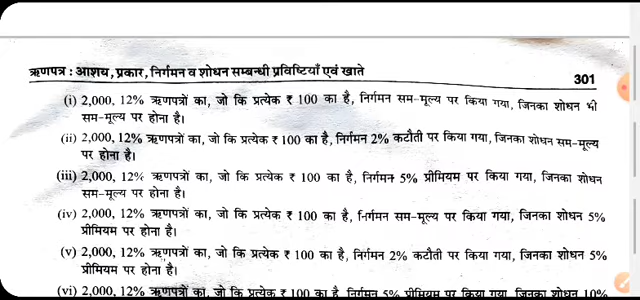 ऋणपत्र : आशय, प्रकार, निर्गमन व शोधन सम्बन्धी प्रविष्टियाँ एवं खाते 301
(i) 2,000, 12% ऋणपत्रों का, जो कि प्रत्येक ₹ 100 का है, निर्गमन सम-मूल्य पर किया गया, जिनका शोधन भी
सम-मूल्य पर होना है।
(ii) 2,000, 12% ऋणपत्रों का, जो कि प्रत्येक ₹ 100 का है, निर्गमन 2% कटौती पर किया गया, जिनका शोधन सम-मूल्य
पर होना है।
(iii) 2,000, 12% ऋणपत्रों का, जो कि प्रत्येक ₹ 100 का है, निर्गमन 5% प्रीमियम पर किया गया, जिनका शोधन
सम-मूल्य पर होना है।
(iv) 2,000, 12% ऋणपत्रों का, जो कि प्रत्येक ₹ 100 का है, निर्गमन सम-मूल्य पर किया गया, जिनका शोधन 5%
प्रीमियम पर होना है।
(v) 2,000, 12% ऋणपत्रों का, जो कि प्रत्येक ₹ 100 का है, निर्गमन 2% कटौती पर किया गया, जिनका शोधन 5%
प्रीमियम पर होना है।
(vi) 2,000, 12% ऋणपत्रों का, जो कि प्रत्येक ₹ 100 का है, निर्गमन 5% प्रीमियम पर किया गया, जिनका शोधन 10%